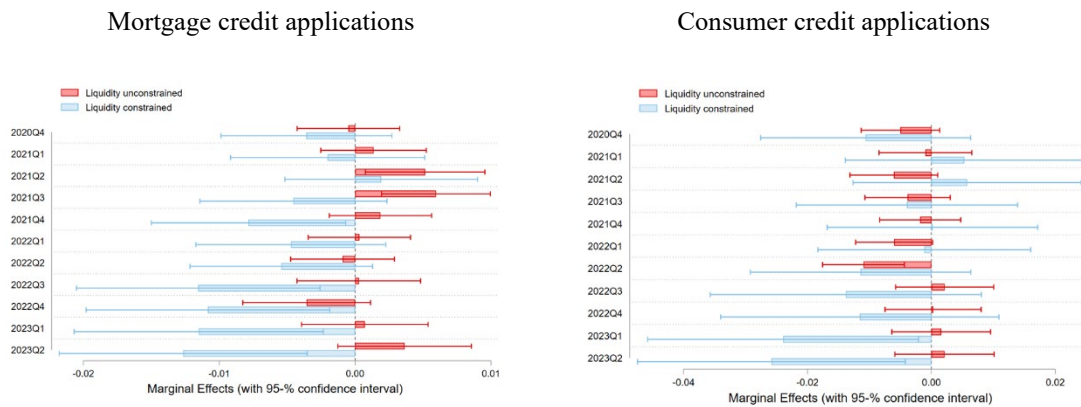 Mortgage credit applications
Consumer credit applications
Liquidity unconstrained
Liquidity constrained
2020Q4
2021Q1
2021Q2
2021Q3
2021Q4
2022Q1
2022Q2
2022Q3
2022Q4
2023Q1
2023Q2
-0.02
-0.01
0.00
0.01
Marginal Effects (with 95-% confidence interval)
Liquidity unconstrained
Liquidity constrained
2020Q4
2021Q1
2021Q2
2021Q3
2021Q4
2022Q1
2022Q2
2022Q3
2022Q4
2023Q1
2023Q2
-0.04
-0.02
0.00
0.02
Marginal Effects (with 95-% confidence interval)